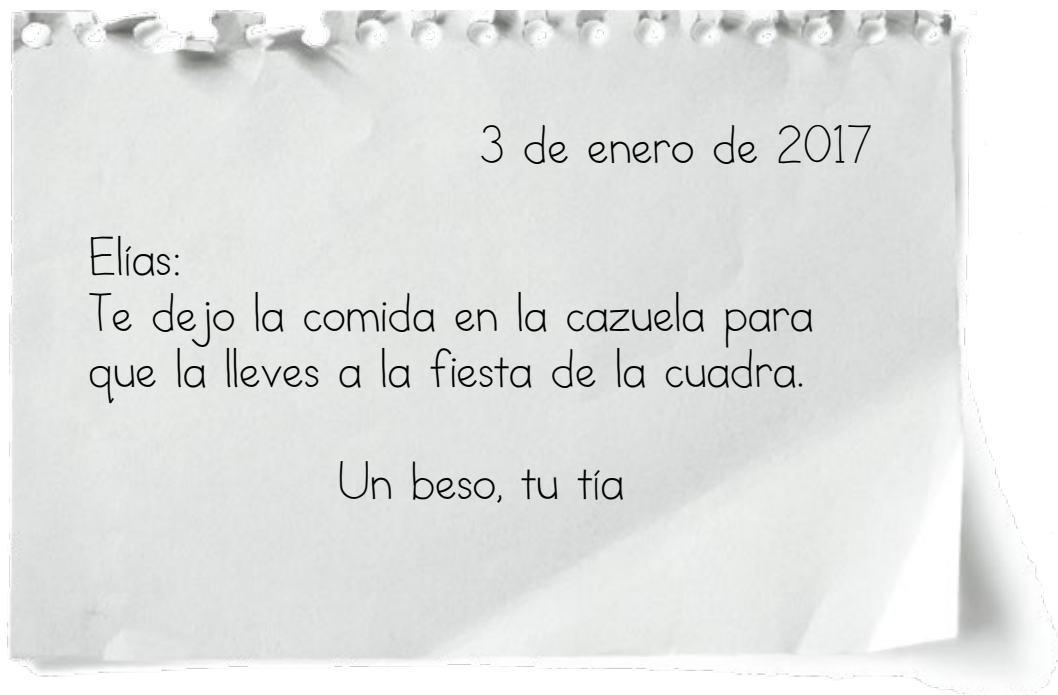 3 de enero de 2017
Elías:
Te dejo la comida en la cazuela para
que la lleves a la fiesta de la cuadra.
Un beso, tu tía